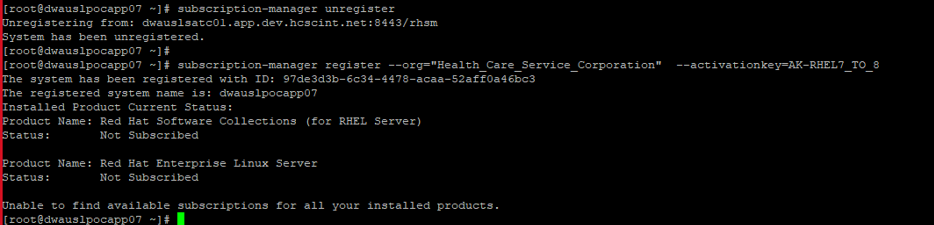 [root@dwauslpocapp07 ~]# subscription-manager unregister
Unregistering from: dwauslsatc01.app.dev.hcscint.net:8443/rhsm
System has been unregistered.
[root@dwauslpocapp07 ~]#
[root@dwauslpocapp07 ~]# subscription-manager register --org="Health_Care_Service_Corporation"  --activationkey=AK-RHEL7_TO_8
The system has been registered with ID: 97de3d3b-6c34-4478-acaa-52aff0a46bc3
The registered system name is: dwauslpocapp07
Installed Product Current Status:
Product Name: Red Hat Software Collections (for RHEL Server)
Status:       Not Subscribed
Product Name: Red Hat Enterprise Linux Server
Status:       Not Subscribed
Unable to find available subscriptions for all your installed products.
[root@dwauslpocapp07 ~]#